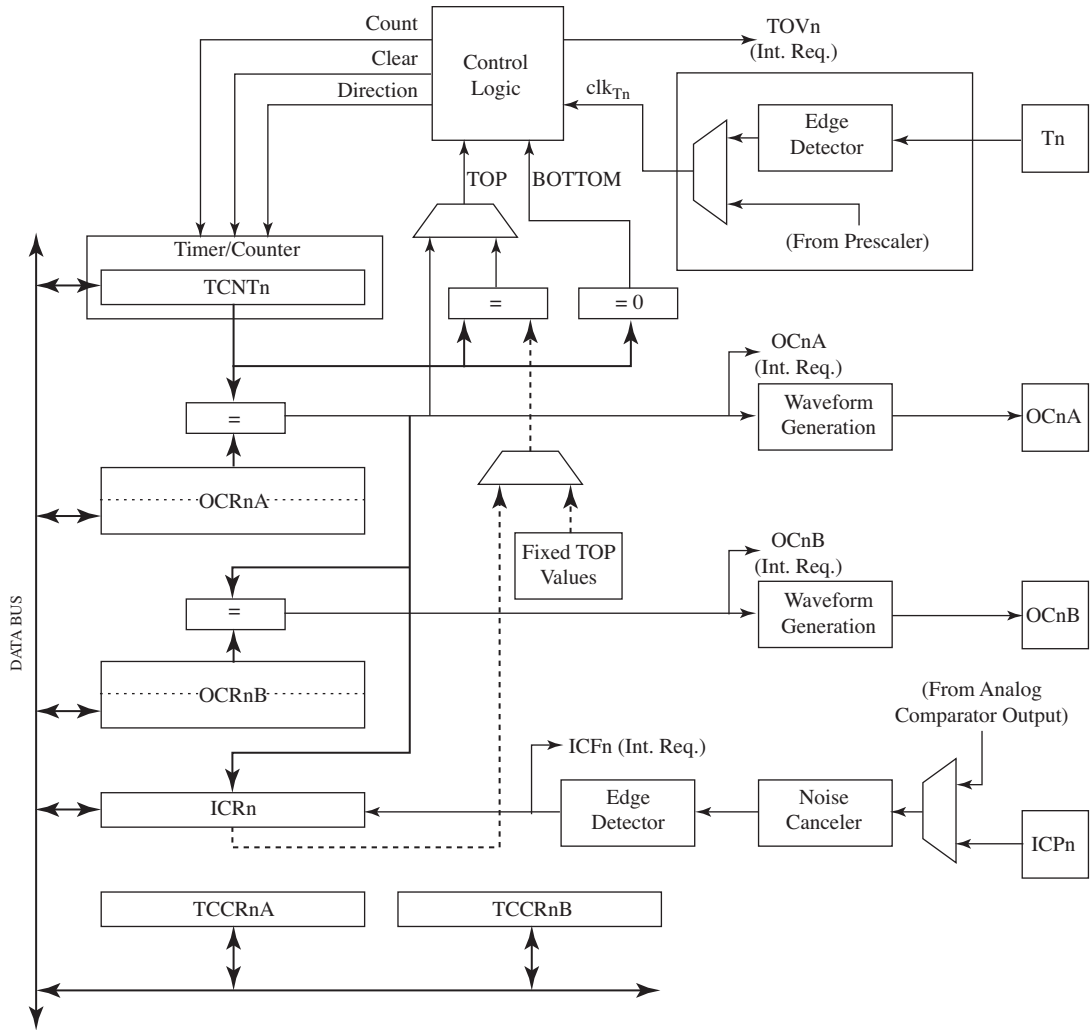 Count
Clear
Direction
Control
Logic
TOVn
(Int. Req.)
clkTn
Edge
Detector
Tn
TOP
BOTTOM
(From Prescaler)
Timer/Counter
TCNTn
=
= 0
OCnA
(Int. Req.)
=
Waveform
Generation
OCnA
OCRnA
Fixed TOP
Values
OCnB
(Int. Req.)
=
Waveform
Generation
OCnB
DATA BUS
OCRnB
(From Analog
Comparator Output)
ICFn (Int. Req.)
ICRn
Edge
Detector
Noise
Canceler
ICPn
TCCRnA
TCCRnB